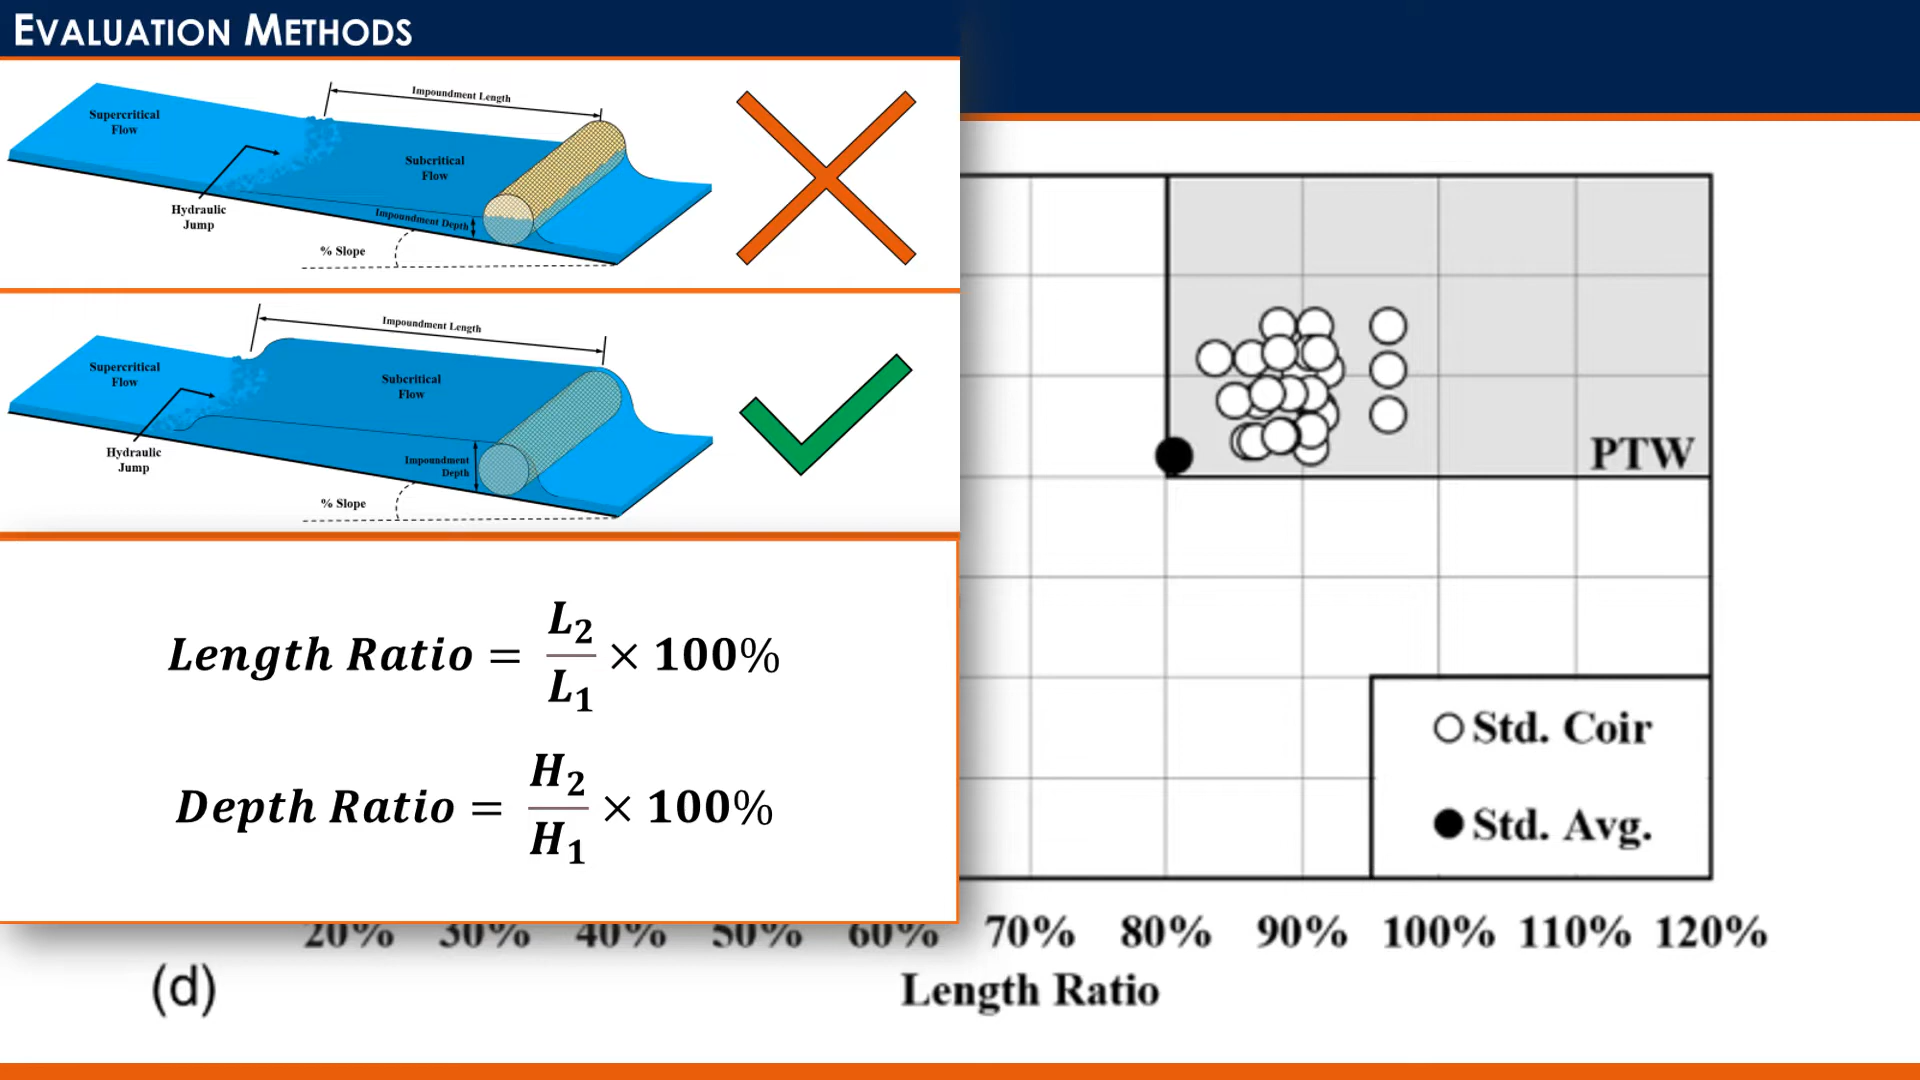 EVALUATION METHODS
Impoundment Length
Supercritical
Flow
Subcritical
Flow
Hydraulic
Jump
Impoundment Depth
% Slope
Impoundment Length
Supercritical
Flow
Subcritical
Flow
Hydraulic
Jump
Impoundment
Depth
% Slope
Length Ratio = L₂/L₁ × 100%
Depth Ratio = H₂/H₁ × 100%
PTW
Std. Coir
Std. Avg.
20% 30% 40% 50% 60% 70% 80% 90% 100% 110% 120%
(d)
Length Ratio